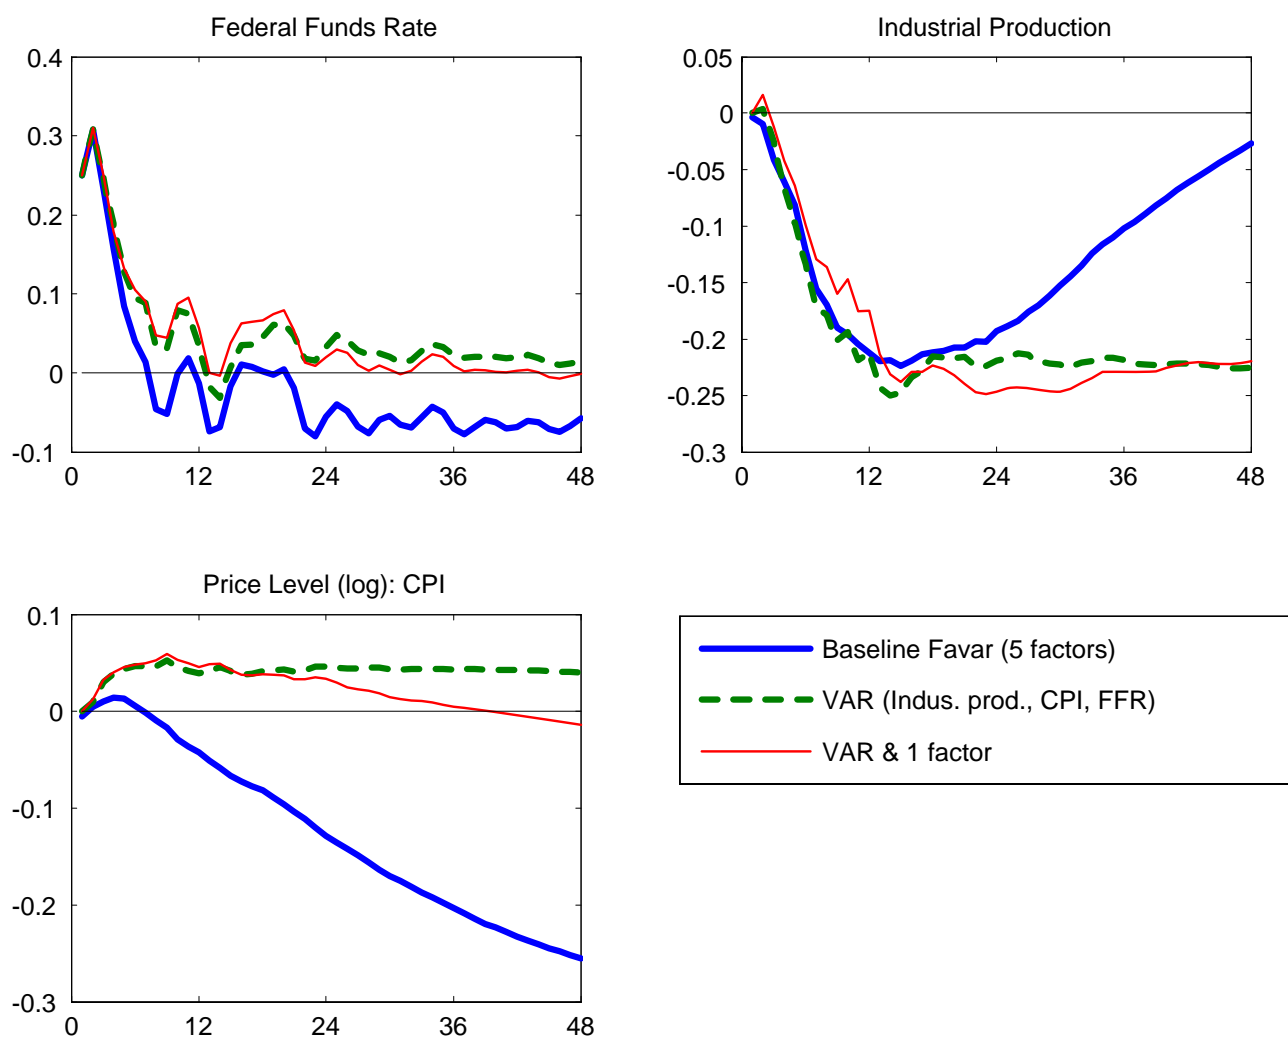 Federal Funds Rate
0.4
0.3
0.2
0.1
0
-0.1
0 12 24 36 48
Industrial Production
0.05
0
-0.05
-0.1
-0.15
-0.2
-0.25
-0.3
0 12 24 36 48
Price Level (log): CPI
0.1
0
-0.1
-0.2
-0.3
0 12 24 36 48
Baseline Favar (5 factors)
VAR (Indus. prod., CPI, FFR)
VAR & 1 factor